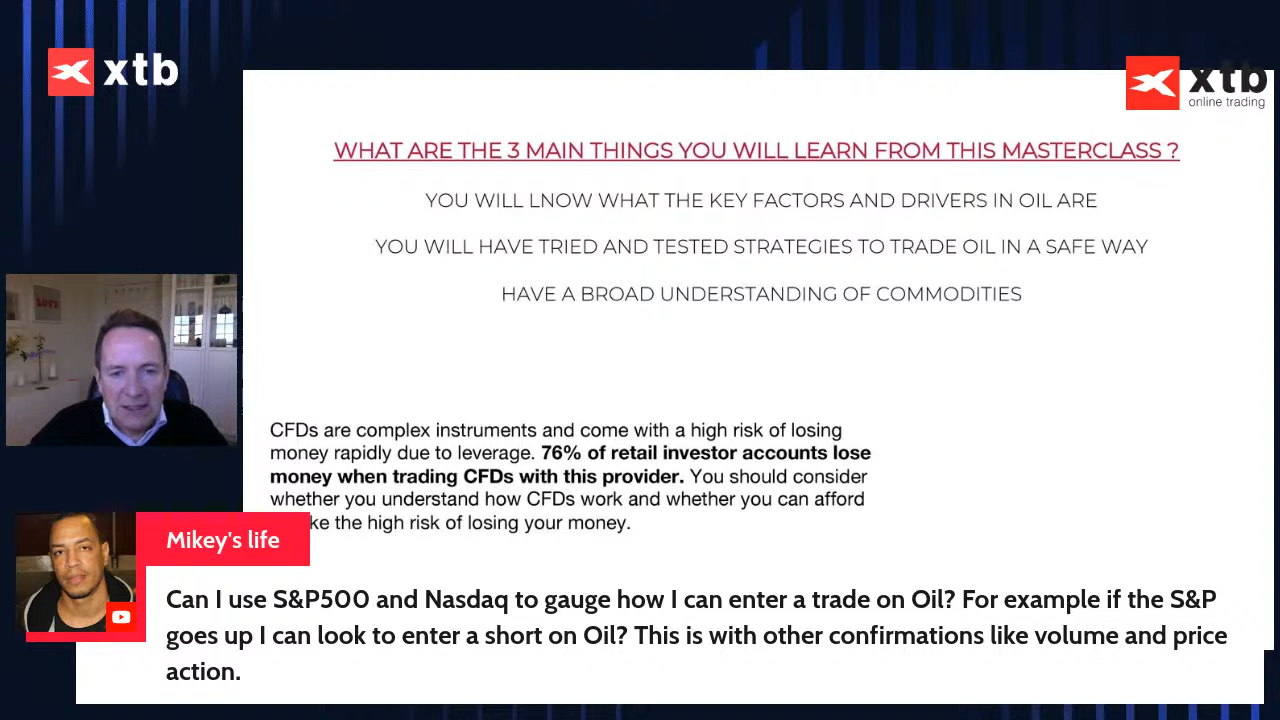 xtb
xtb
online trading
WHAT ARE THE 3 MAIN THINGS YOU WILL LEARN FROM THIS MASTERCLASS ?
YOU WILL LNOW WHAT THE KEY FACTORS AND DRIVERS IN OIL ARE
YOU WILL HAVE TRIED AND TESTED STRATEGIES TO TRADE OIL IN A SAFE WAY
HAVE A BROAD UNDERSTANDING OF COMMODITIES
CFDs are complex instruments and come with a high risk of losing
money rapidly due to leverage. 76% of retail investor accounts lose
money when trading CFDs with this provider. You should consider
whether you understand how CFDs work and whether you can afford
ke the high risk of losing your money.
Mikey's life
Can I use S&P500 and Nasdaq to gauge how I can enter a trade on Oil? For example if the S&P
goes up I can look to enter a short on Oil? This is with other confirmations like volume and price
action.